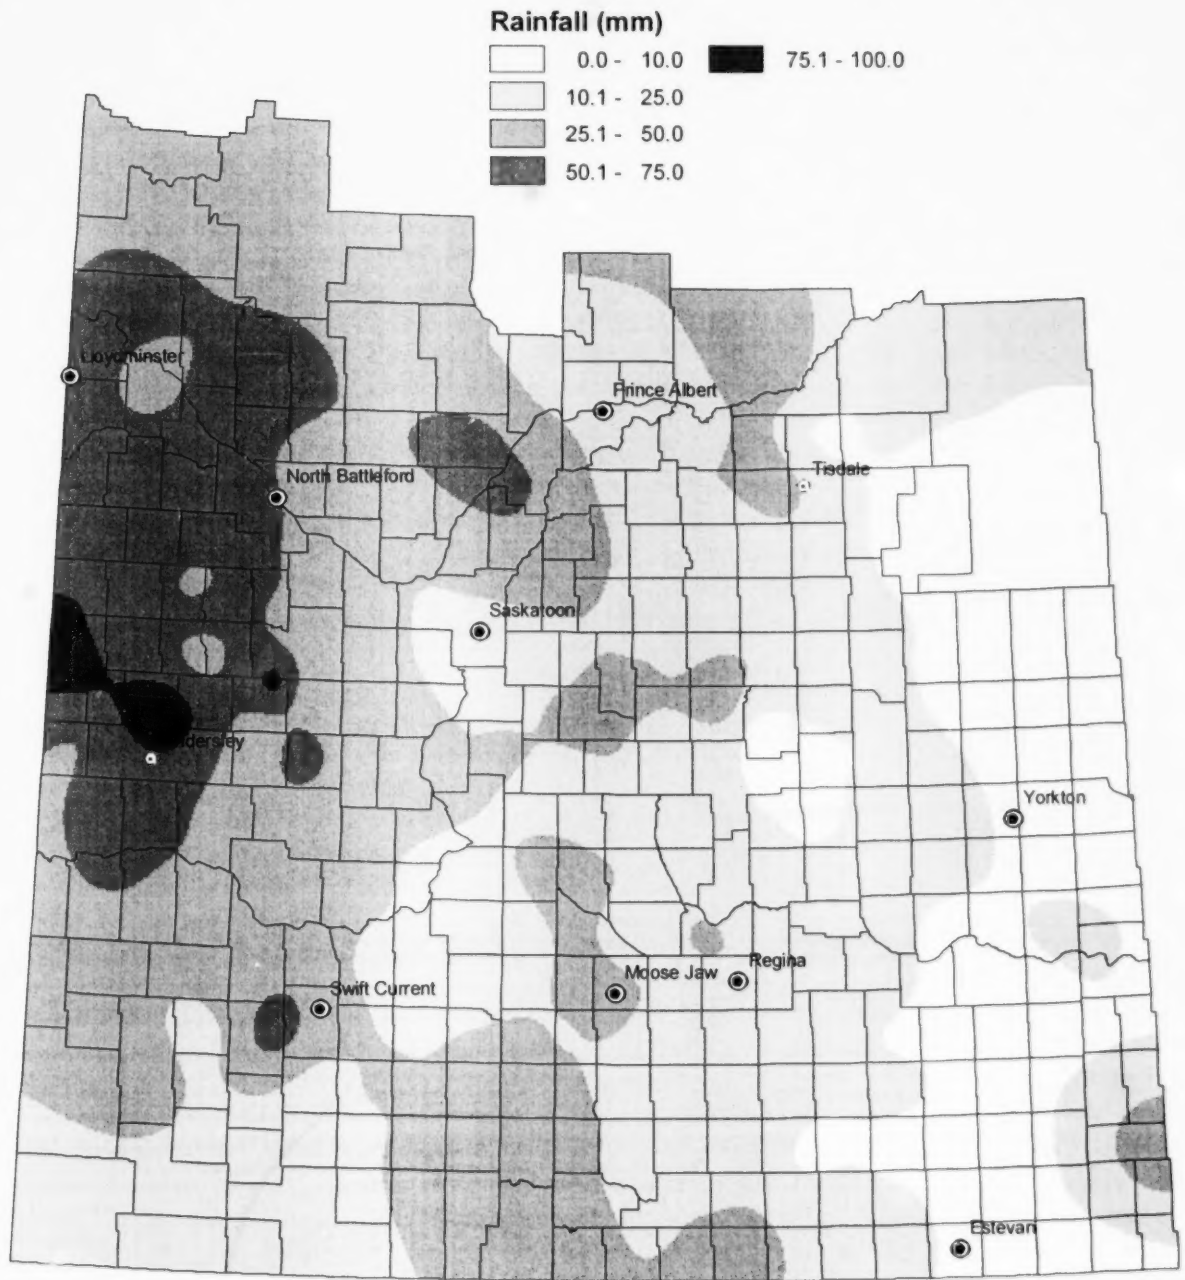 Rainfall (mm)
0.0 - 10.0
75.1 - 100.0
10.1 - 25.0
25.1 - 50.0
50.1 - 75.0
Lloydminster
Prince Albert
Tisdale
North Battleford
Saskatoon
Yorkton
Regina
Moose Jaw
Swift Current
Estevan